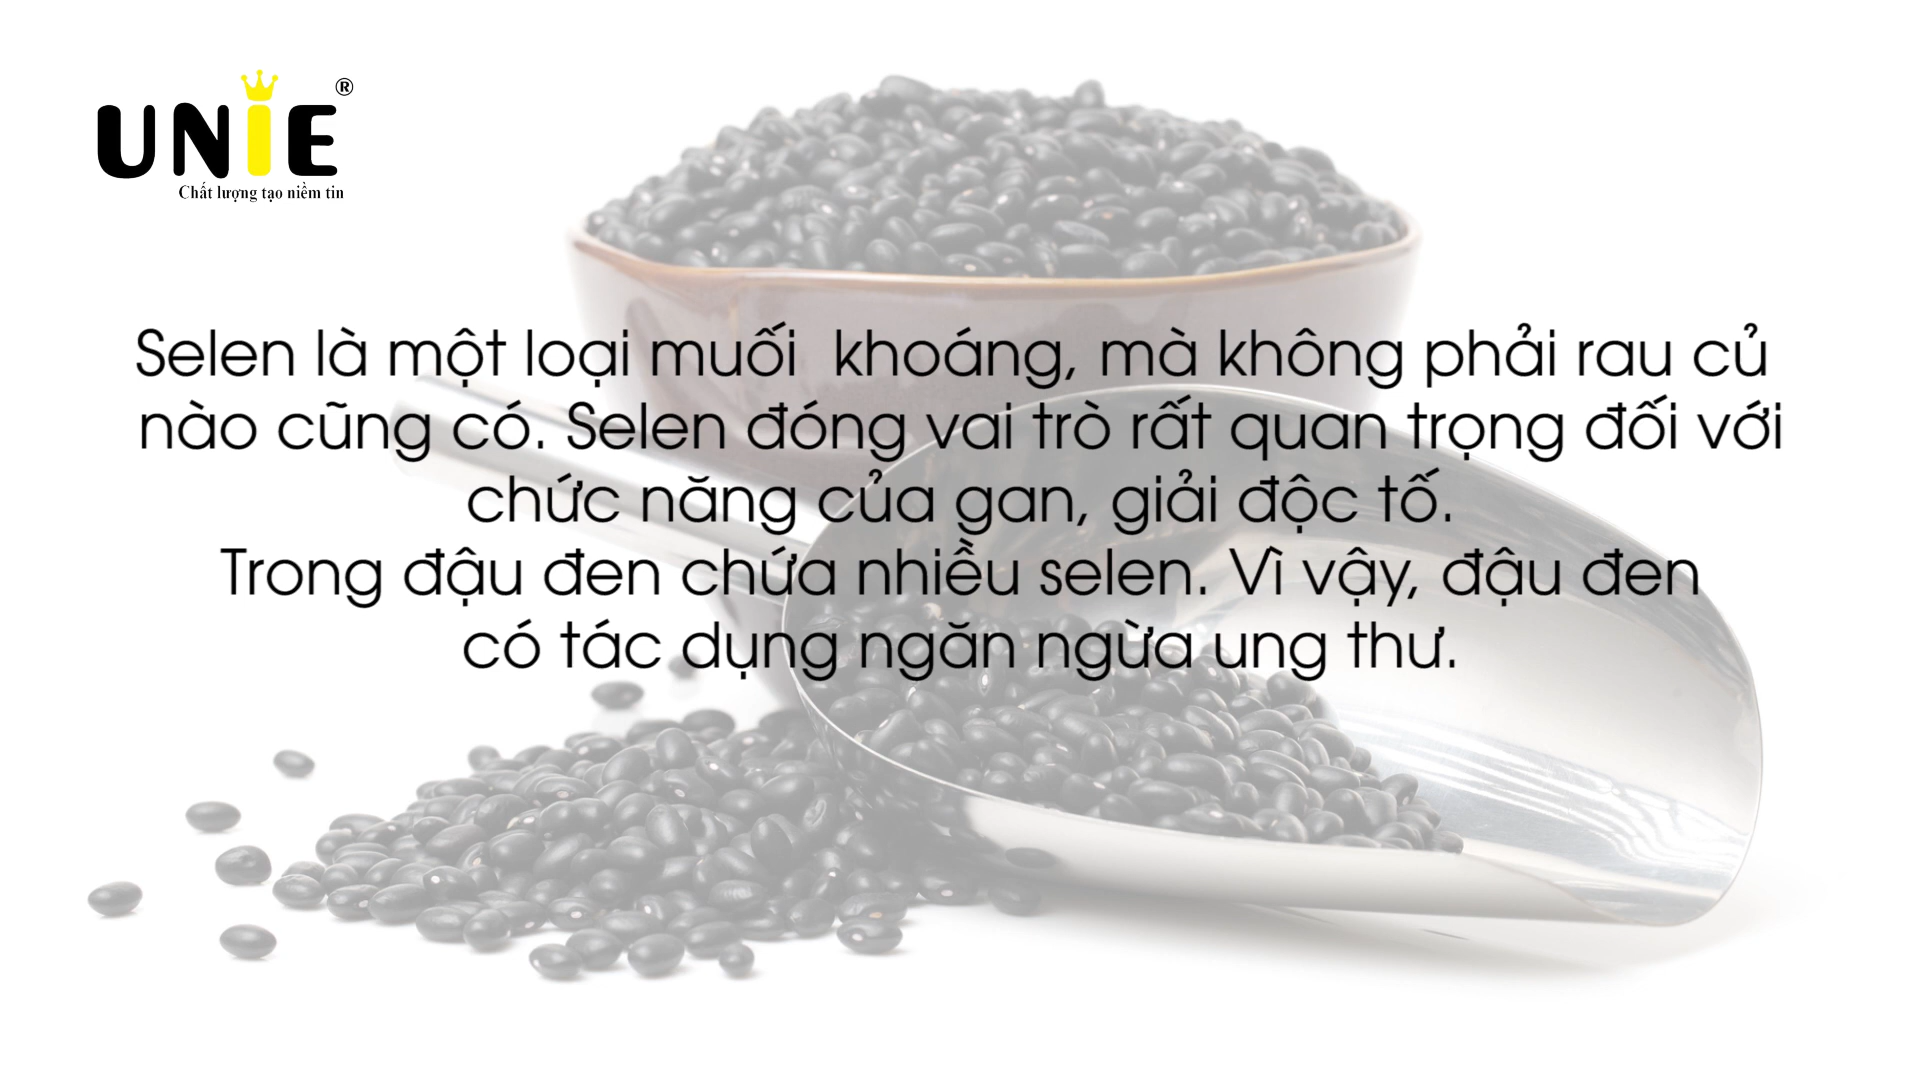 UNIE®
Chất lượng tạo niềm tin
Selen là một loại muối khoáng, mà không phải rau củ
nào cũng có. Selen đóng vai trò rất quan trọng đối với
chức năng của gan, giải độc tố.
Trong đậu đen chứa nhiều selen. Vì vậy, đậu đen
có tác dụng ngăn ngừa ung thư.